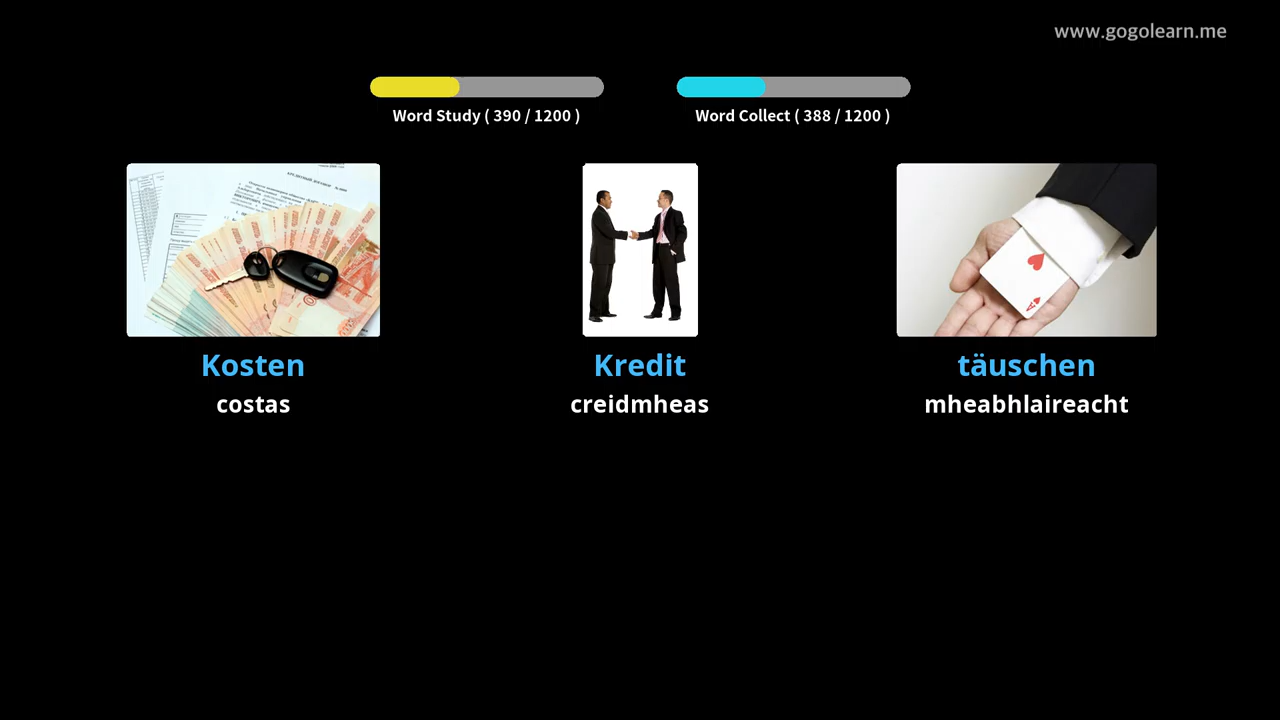 www.gogolearn.me
Word Study ( 390 / 1200 )
Word Collect ( 388 / 1200 )
Kosten
Kredit
täuschen
costas
creidmheas
mheabhlaireacht